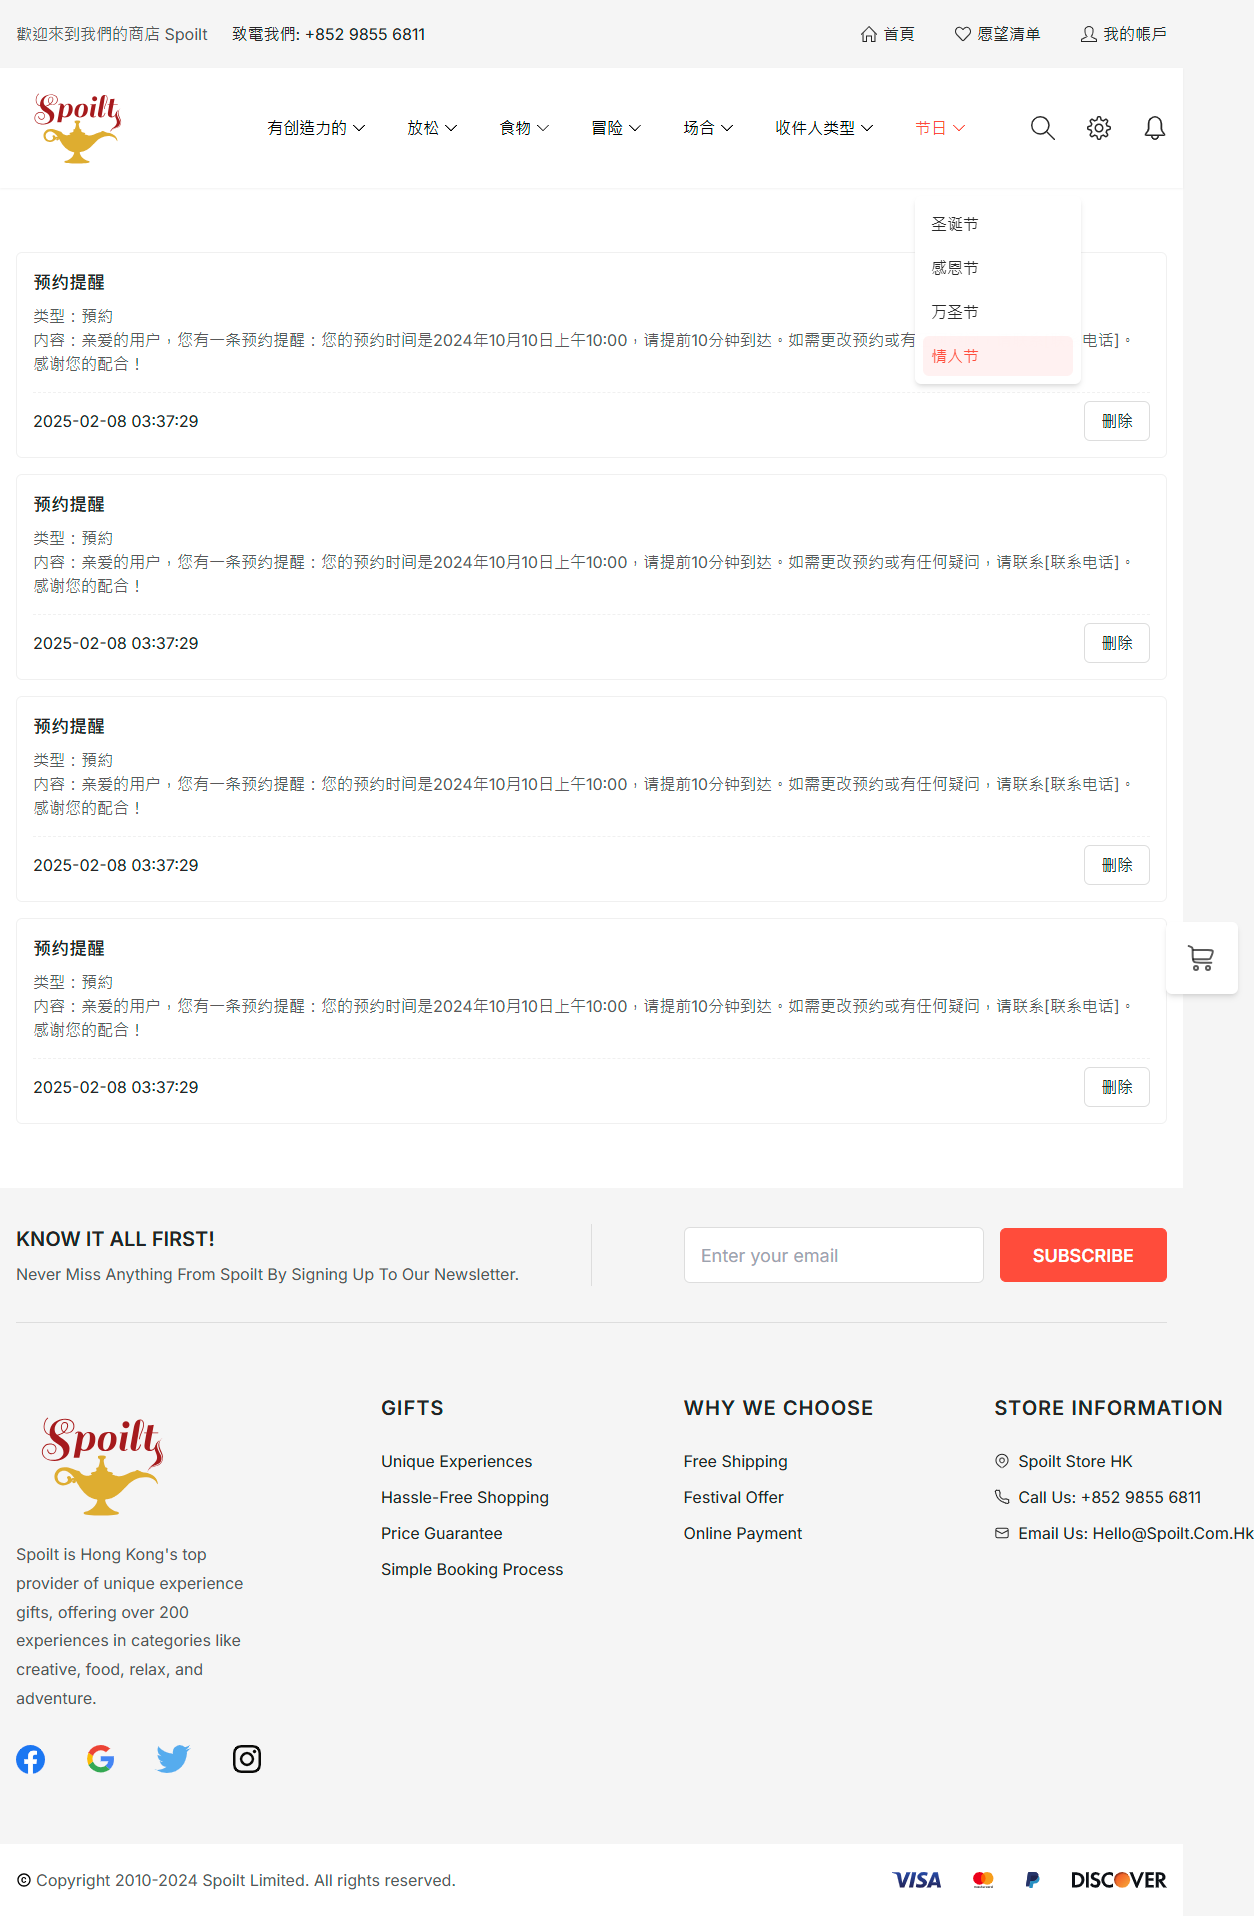 歡迎來到我們的商店 Spoilt 致電我們: +852 9855 6811 首頁 愿望清单 我的帳戶
Spoilt 有创造力的 放松 食物 冒险 场合 收件人类型 节日
圣诞节
感恩节
万圣节
情人节
预约提醒
类型：預約
内容：亲爱的用户，您有一条预约提醒：您的预约时间是2024年10月10日上午10:00，请提前10分钟到达。如需更改预约或有 电话]。
感谢您的配合！
2025-02-08 03:37:29 删除
预约提醒
类型：預約
内容：亲爱的用户，您有一条预约提醒：您的预约时间是2024年10月10日上午10:00，请提前10分钟到达。如需更改预约或有任何疑问，请联系[联系电话]。
感谢您的配合！
2025-02-08 03:37:29 删除
预约提醒
类型：預約
内容：亲爱的用户，您有一条预约提醒：您的预约时间是2024年10月10日上午10:00，请提前10分钟到达。如需更改预约或有任何疑问，请联系[联系电话]。
感谢您的配合！
2025-02-08 03:37:29 删除
预约提醒
类型：預約
内容：亲爱的用户，您有一条预约提醒：您的预约时间是2024年10月10日上午10:00，请提前10分钟到达。如需更改预约或有任何疑问，请联系[联系电话]。
感谢您的配合！
2025-02-08 03:37:29 删除
KNOW IT ALL FIRST!
Never Miss Anything From Spoilt By Signing Up To Our Newsletter.
Enter your email SUBSCRIBE
Spoilt
Spoilt is Hong Kong's top
provider of unique experience
gifts, offering over 200
experiences in categories like
creative, food, relax, and
adventure.
GIFTS
Unique Experiences
Hassle-Free Shopping
Price Guarantee
Simple Booking Process
WHY WE CHOOSE
Free Shipping
Festival Offer
Online Payment
STORE INFORMATION
Spoilt Store HK
Call Us: +852 9855 6811
Email Us: Hello@Spoilt.Com.Hk
© Copyright 2010-2024 Spoilt Limited. All rights reserved. VISA DISCOVER